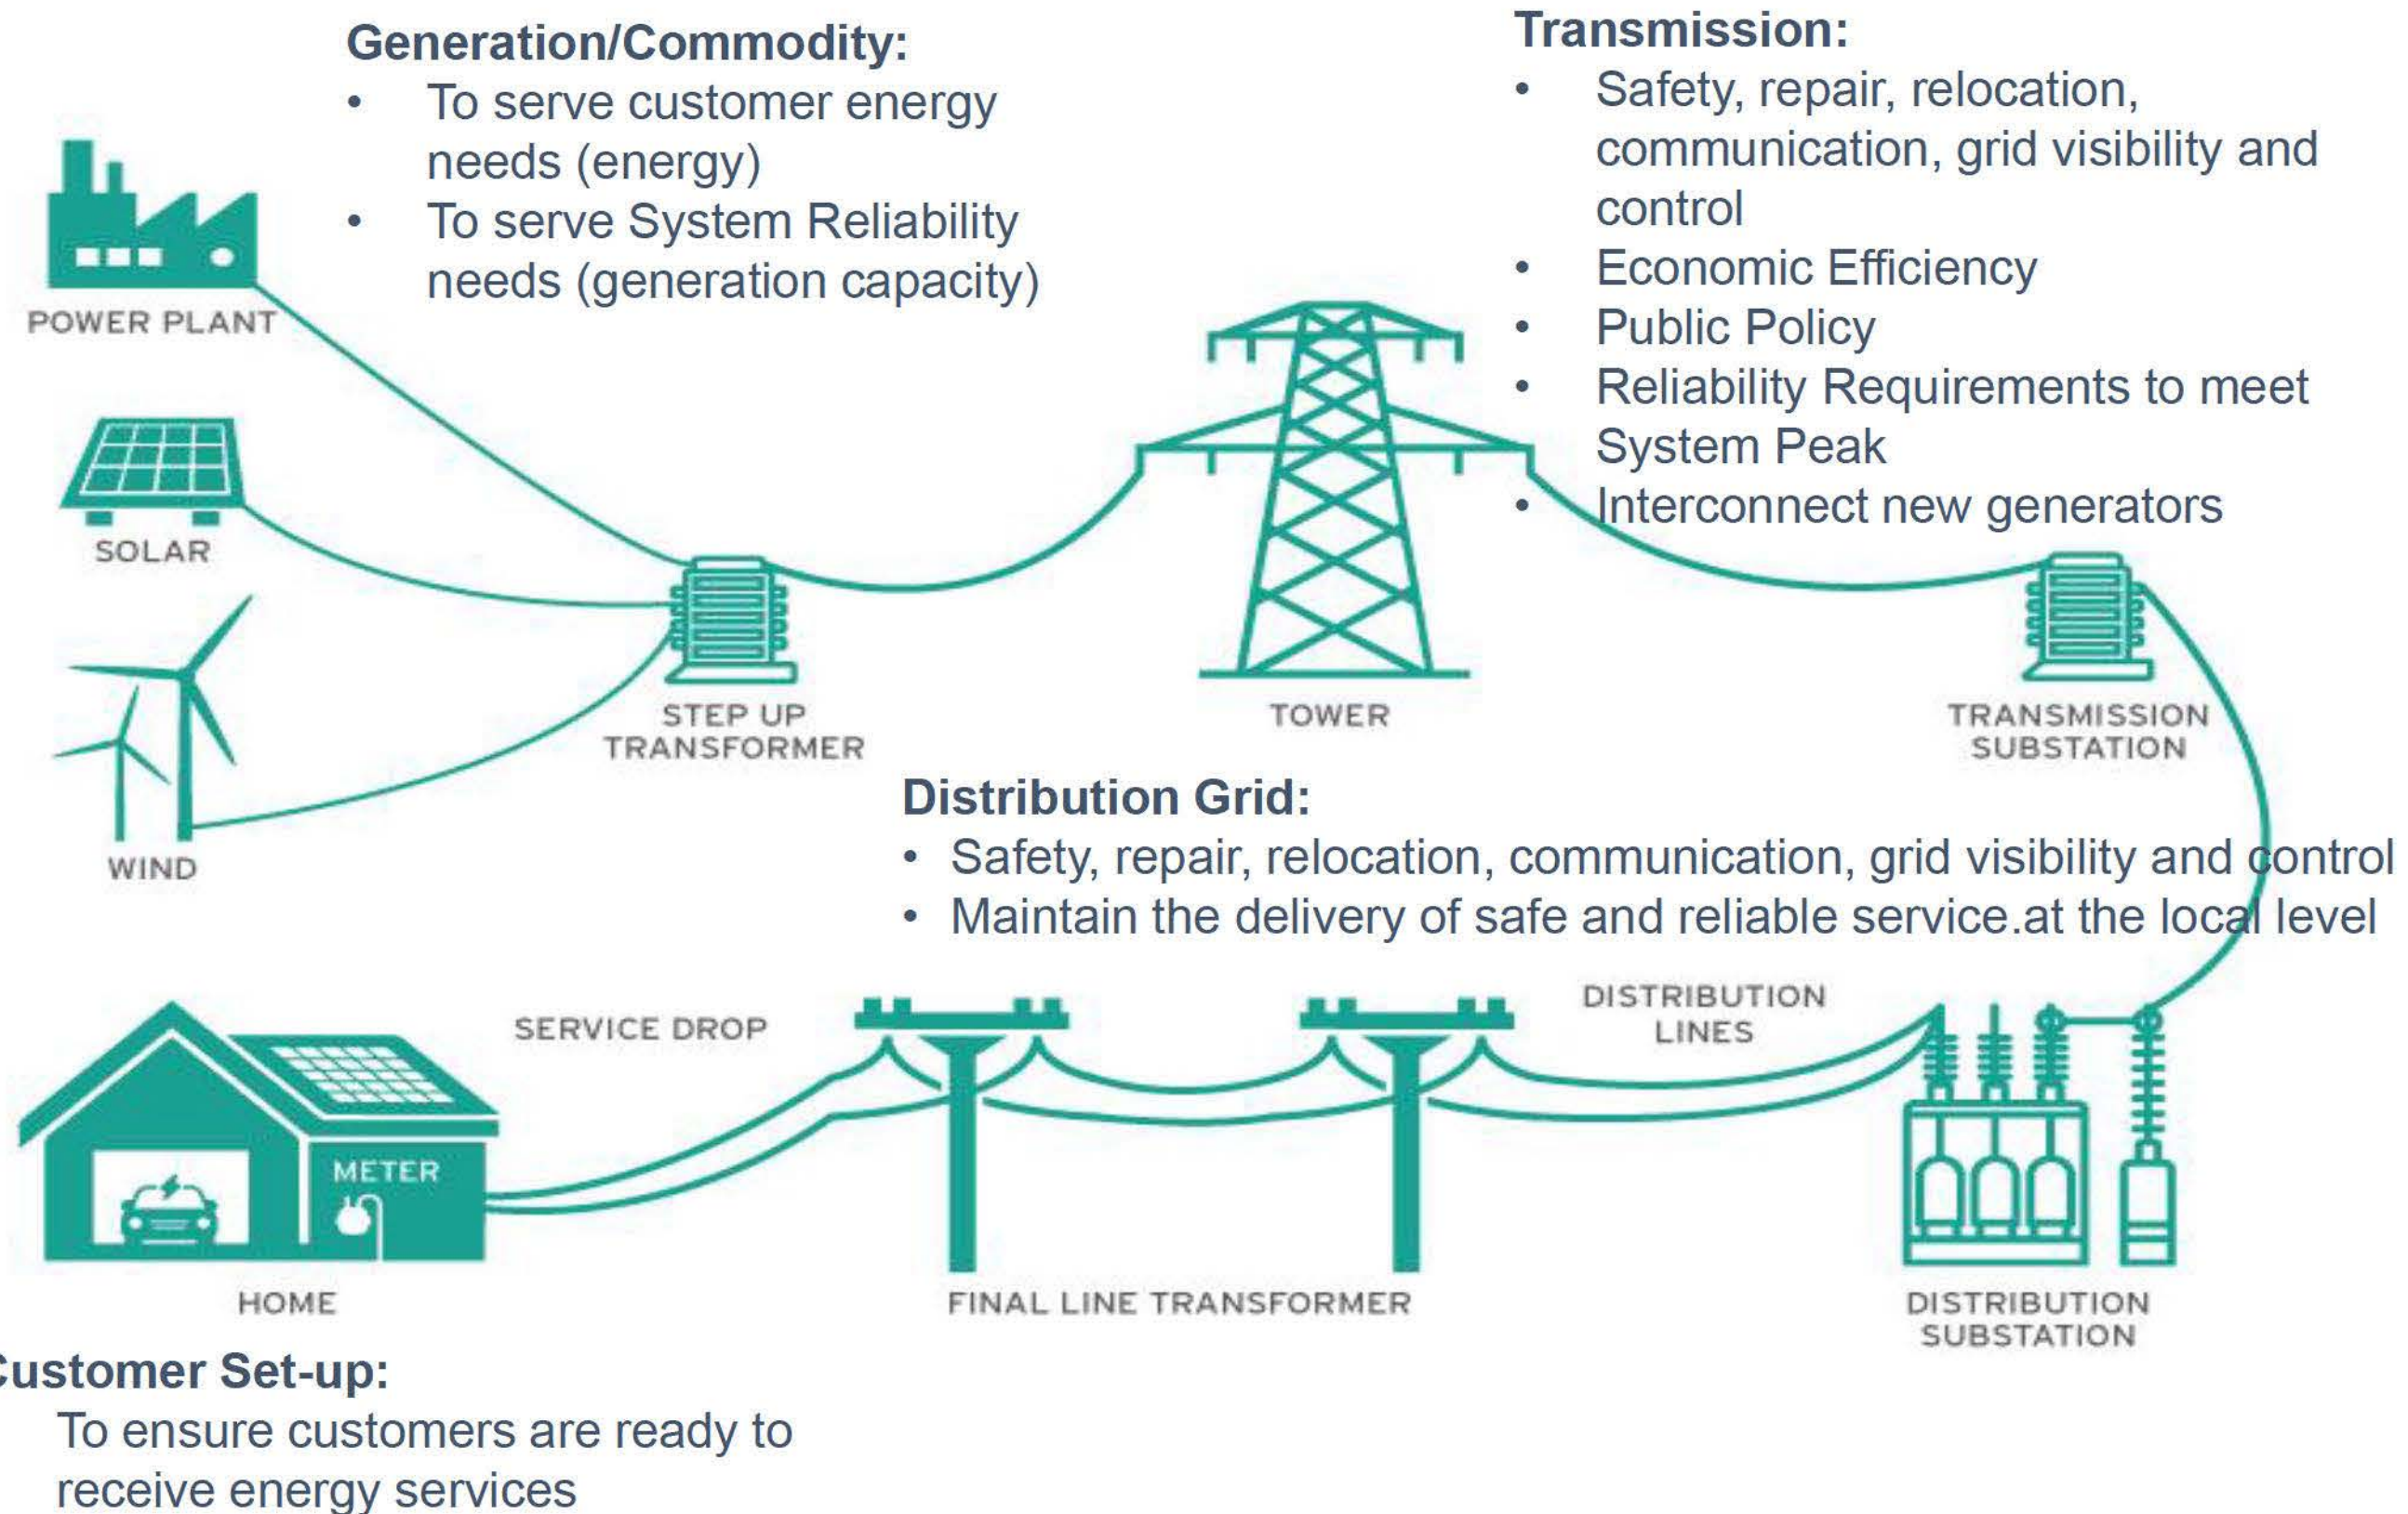 Generation/Commodity:
• To serve customer energy
needs (energy)
• To serve System Reliability
needs (generation capacity)
Transmission:
• Safety, repair, relocation,
communication, grid visibility and
control
• Economic Efficiency
• Public Policy
• Reliability Requirements to meet
System Peak
• Interconnect new generators
POWER PLANT
SOLAR
WIND
STEP UP
TRANSFORMER
TOWER
TRANSMISSION
SUBSTATION
Distribution Grid:
• Safety, repair, relocation, communication, grid visibility and control
• Maintain the delivery of safe and reliable service.at the local level
SERVICE DROP
DISTRIBUTION
LINES
METER
HOME
FINAL LINE TRANSFORMER
DISTRIBUTION
SUBSTATION
Customer Set-up:
To ensure customers are ready to
receive energy services